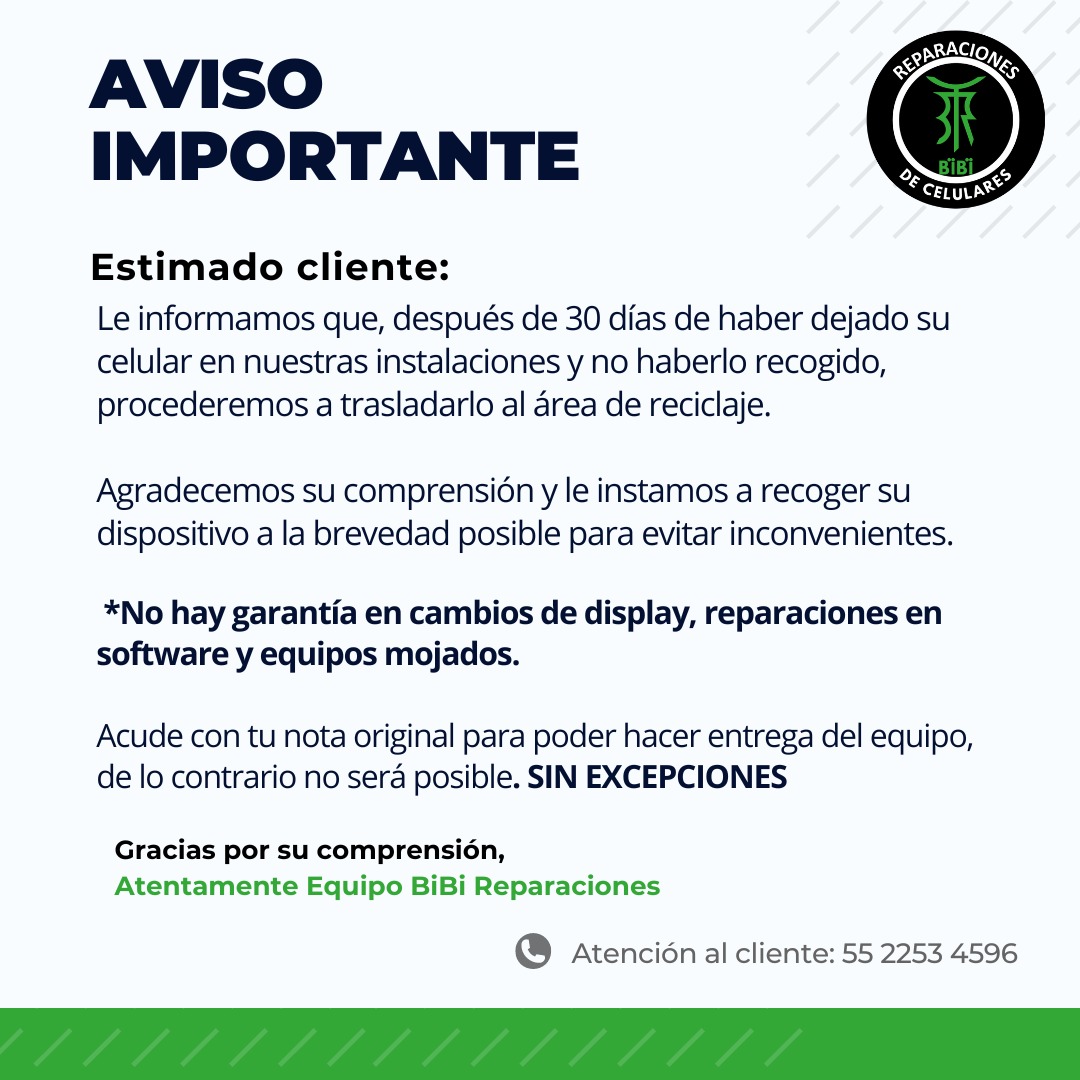 AVISO
IMPORTANTE
REPARACIONES
BïBï
DE CELULARES
Estimado cliente:
Le informamos que, después de 30 días de haber dejado su
celular en nuestras instalaciones y no haberlo recogido,
procederemos a trasladarlo al área de reciclaje.
Agradecemos su comprensión y le instamos a recoger su
dispositivo a la brevedad posible para evitar inconvenientes.
*No hay garantía en cambios de display, reparaciones en
software y equipos mojados.
Acude con tu nota original para poder hacer entrega del equipo,
de lo contrario no será posible. SIN EXCEPCIONES
Gracias por su comprensión,
Atentamente Equipo BiBi Reparaciones
Atención al cliente: 55 2253 4596